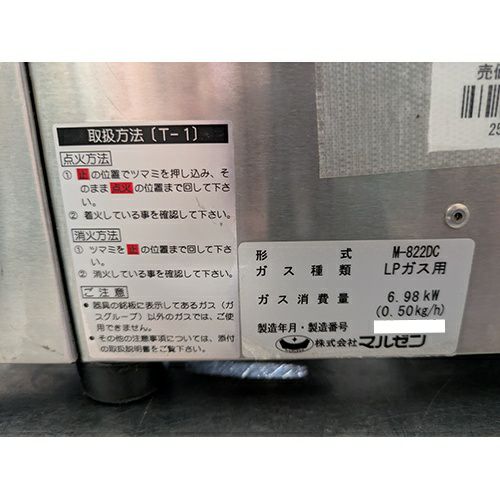 取扱方法〔T-1〕
点火方法
① 止の位置でツマミを押し込み、そ
のまま点火の位置まで回して下さ
い。
② 着火している事を確認して下さい。
消火方法
① ツマミを止の位置まで回して下さ
い。
② 消火している事を確認して下さい。
ご注意
● 器具の銘板に表示してあるガス（ガ
スグループ）以外のガスでは、ご使
用できません。
● その他の注意事項については、添付
の取扱説明書をご覧下さい。
売価
25
形式 M-822DC
ガス種類 LPガス用
ガス消費量 6.98kW
(0.50kg/h)
製造年月・製造番号
株式会社マルゼン